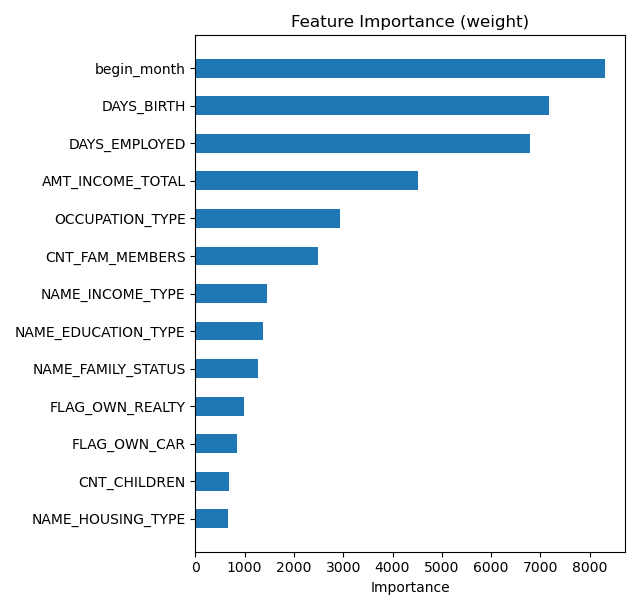 Feature Importance (weight)
begin_month
DAYS_BIRTH
DAYS_EMPLOYED
AMT_INCOME_TOTAL
OCCUPATION_TYPE
CNT_FAM_MEMBERS
NAME_INCOME_TYPE
NAME_EDUCATION_TYPE
NAME_FAMILY_STATUS
FLAG_OWN_REALTY
FLAG_OWN_CAR
CNT_CHILDREN
NAME_HOUSING_TYPE
0 1000 2000 3000 4000 5000 6000 7000 8000
Importance